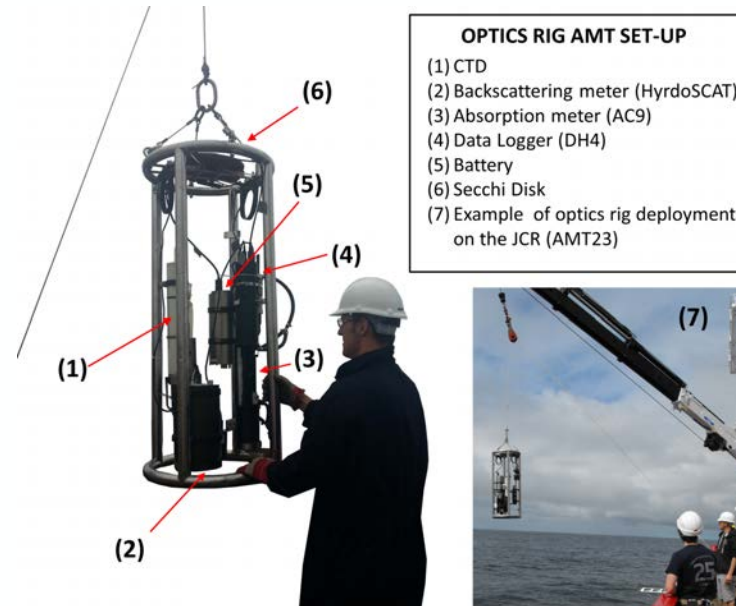 OPTICS RIG AMT SET-UP
(1) CTD
(2) Backscattering meter (HyrdoSCAT)
(3) Absorption meter (AC9)
(4) Data Logger (DH4)
(5) Battery
(6) Secchi Disk
(7) Example of optics rig deployment
on the JCR (AMT23)
(6)
(5)
(4)
(1)
(3)
(2)
(7)
25